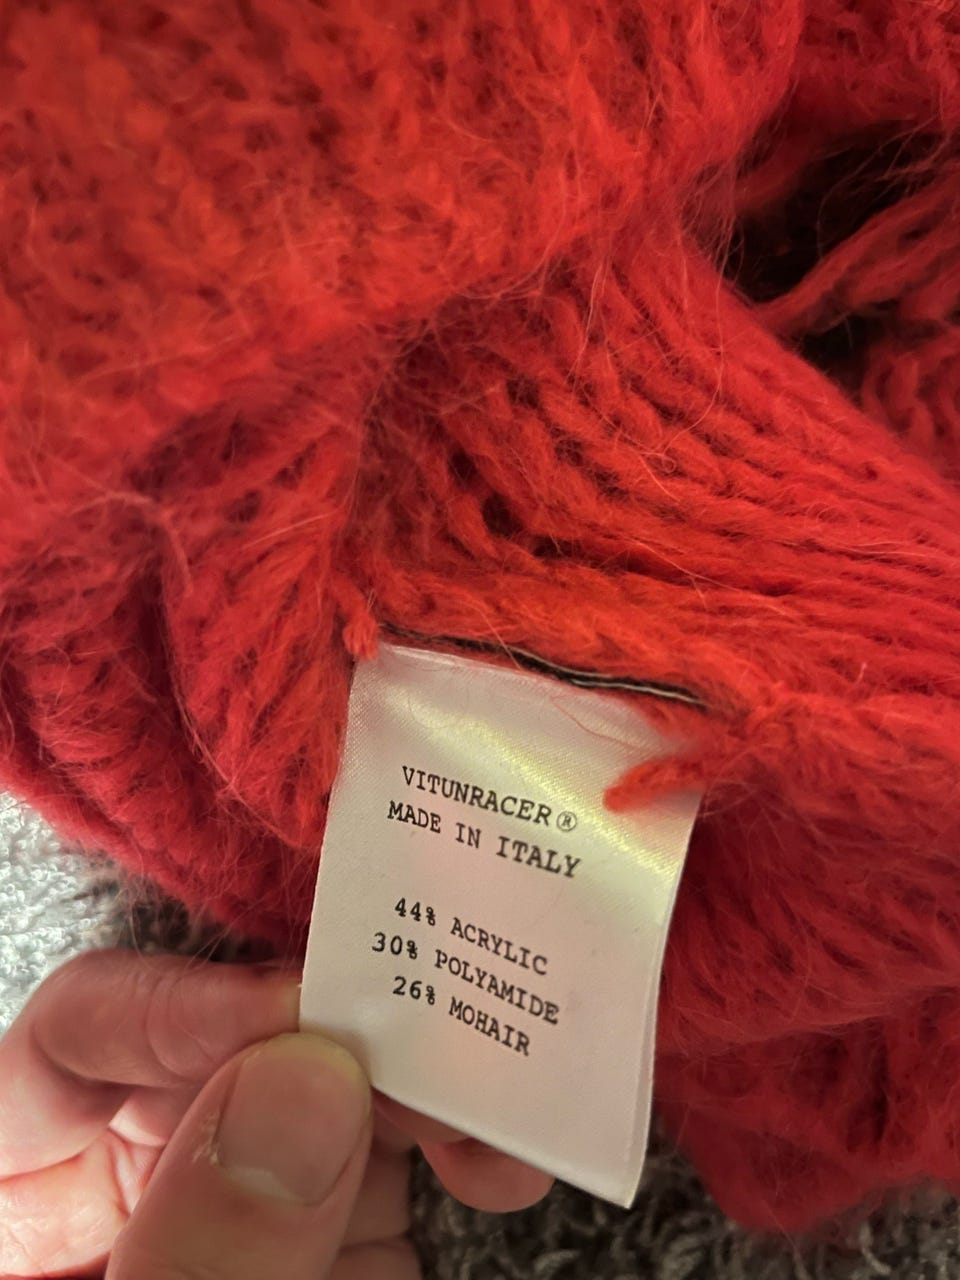 VITUNRACER®
MADE IN ITALY
44% ACRYLIC
30% POLYAMIDE
26% MOHAIR